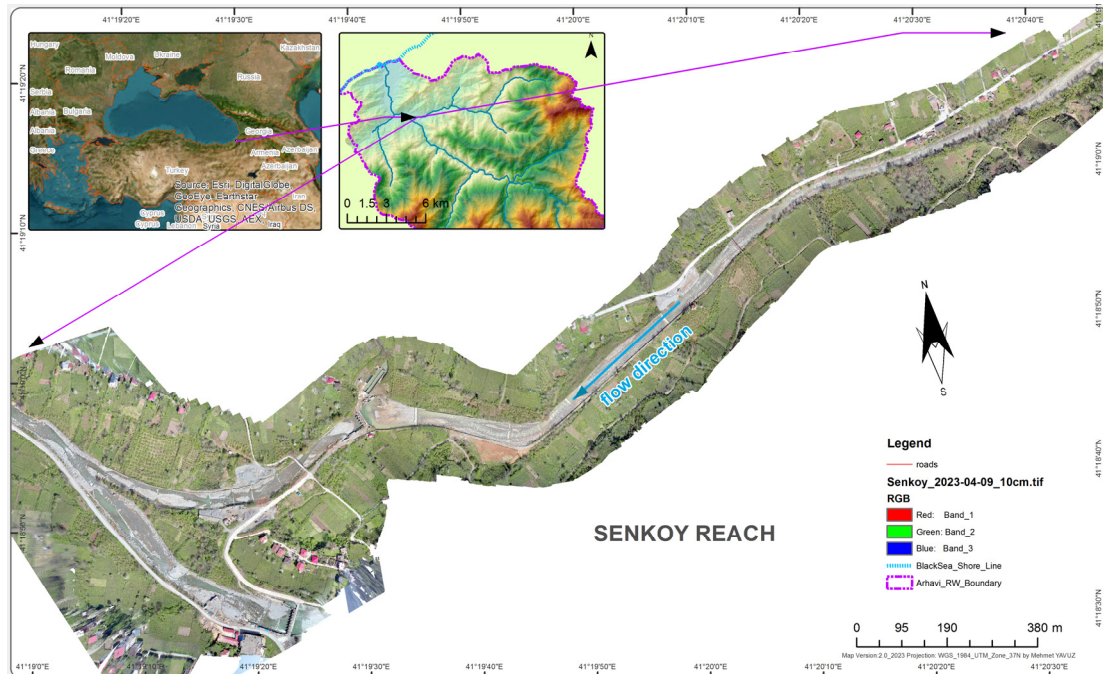 41°19'20"E
41°19'30"E
41°19'40"E
41°19'50"E
41°20'0"E
41°20'10"E
41°20'20"E
41°20'30"E
41°20'40"E
41°19'20"N
41°19'10"N
41°19'0"N
41°18'50"N
41°18'40"N
41°18'30"N
Hungary
Moldova
Ukraine
Kazakhstan
Romania
Russia
Serbia
Albania
Bulgaria
Albania
Greece
Georgia
Armenia
Azerbaijan
Azerbaijan
Turkey
Iran
Source: Esri, DigitalGlobe,
GeoEye, Earthstar
Geographics, CNES/Airbus DS,
USDA, USGS, AEX,
Cyprus
Cyprus
Lebanon
Syria
Iraq
N
0 1.5 3 6 km
flow direction
N
S
SENKOY REACH
Legend
roads
Senkoy_2023-04-09_10cm.tif
RGB
Red: Band_1
Green: Band_2
Blue: Band_3
BlackSea_Shore_Line
Arhavi_RW_Boundary
0 95 190 380 m
Map Version:2.0_2023 Projection: WGS_1984_UTM_Zone_37N by Mehmet YAVUZ
41°19'0"E
41°19'10"E
41°19'20"E
41°19'30"E
41°19'40"E
41°19'50"E
41°20'0"E
41°20'10"E
41°20'20"E
41°20'30"E